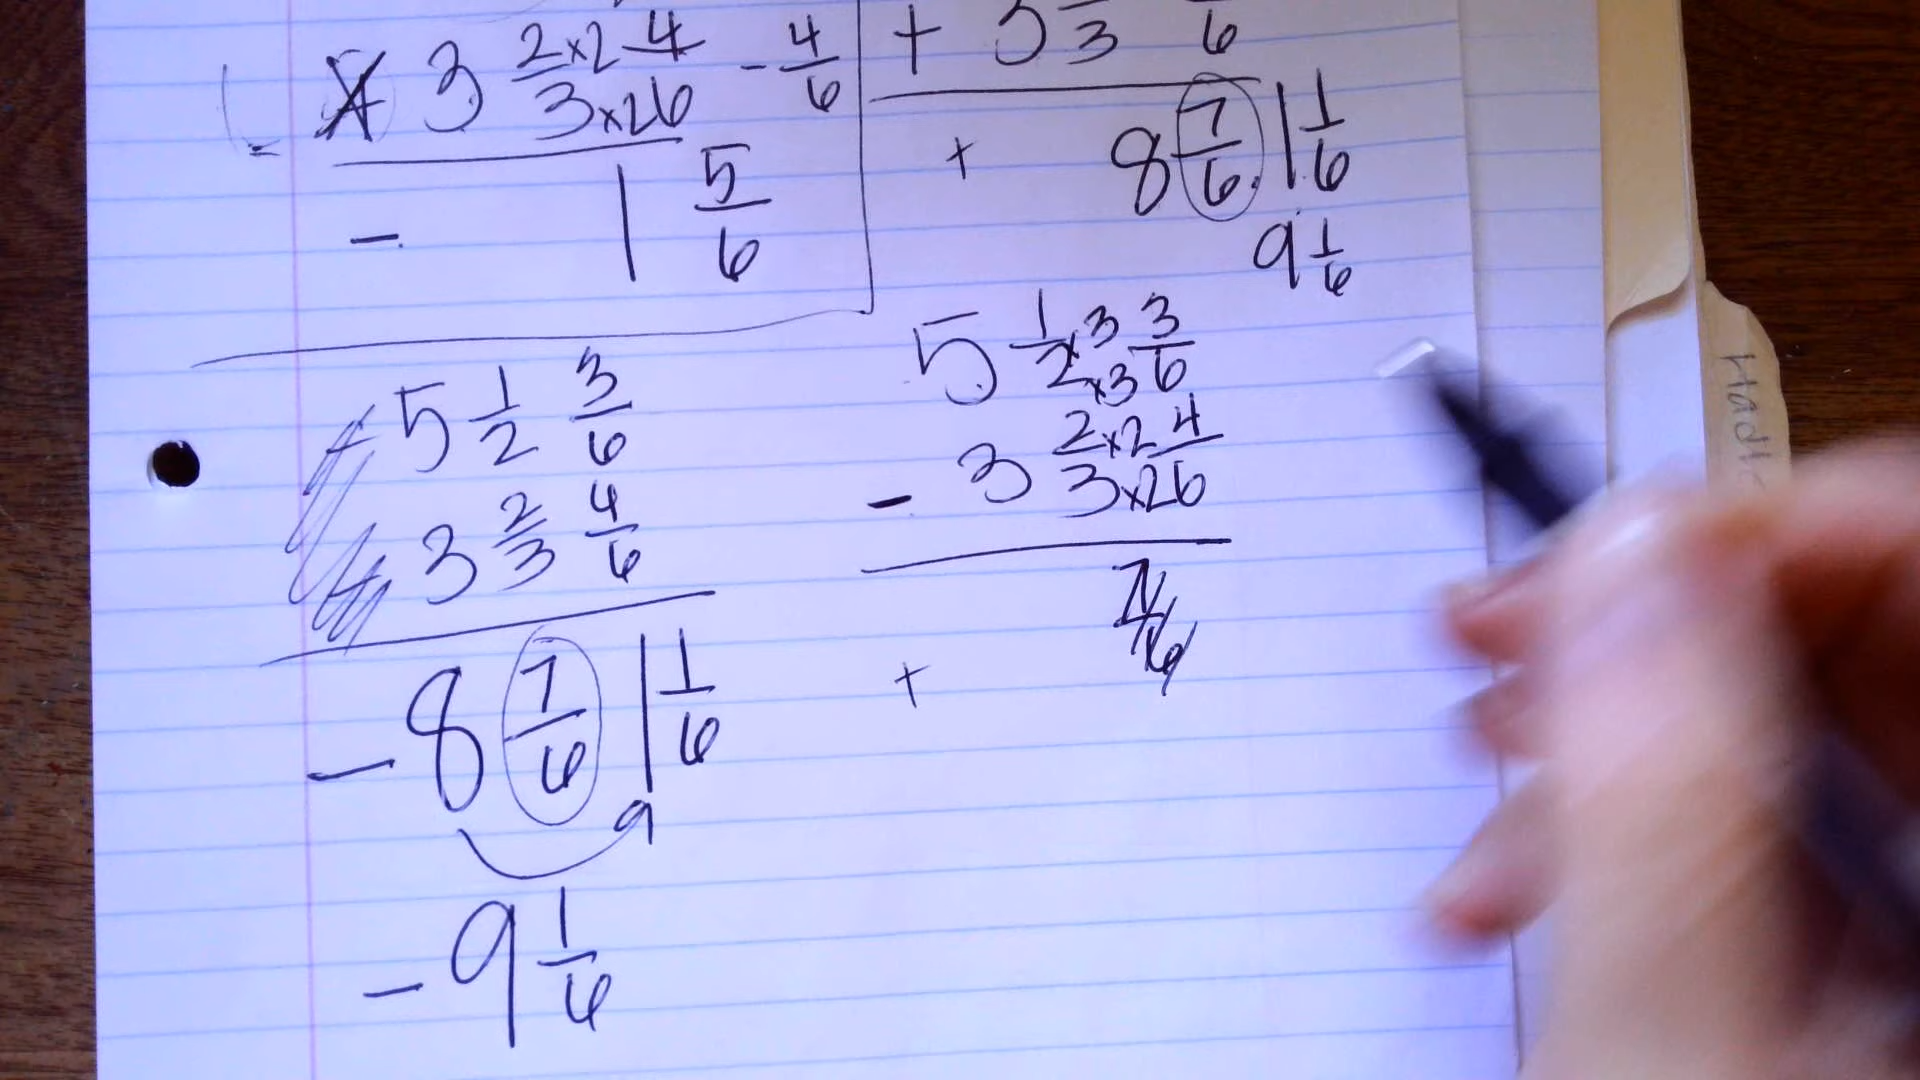 3 2/3 ×2/×2 4/6 - 4/6
- 1 5/6
+ 3 6
+ 8 7/6 1 1/6
9 1/6
5 1/2 3/6
3 2/3 4/6
- 8 7/6 1 1/6
9
- 9 1/6
5 1/2 ×3/×3 3/6
- 3 2/3 ×2/×2 4/6
+
Hadl